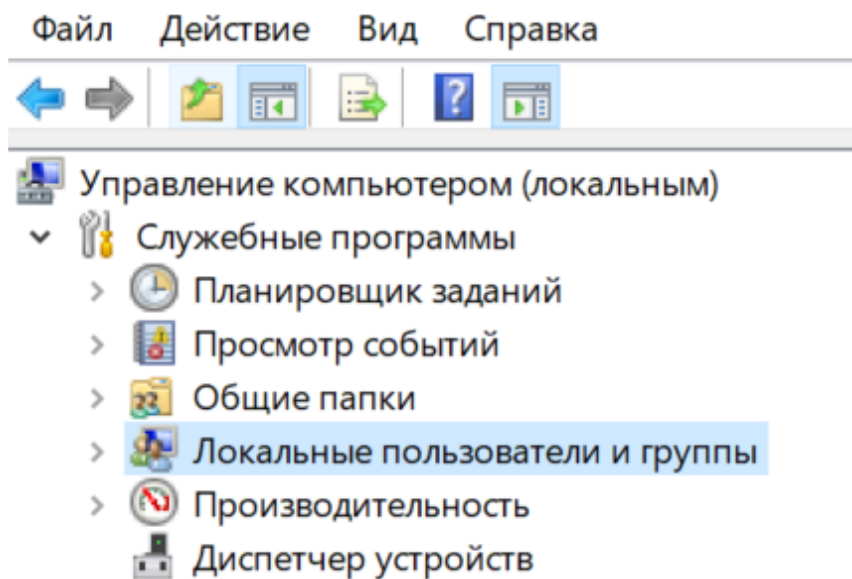 Файл Действие Вид Справка
?
Управление компьютером (локальным)
Служебные программы
Планировщик заданий
Просмотр событий
Общие папки
Локальные пользователи и группы
Производительность
Диспетчер устройств